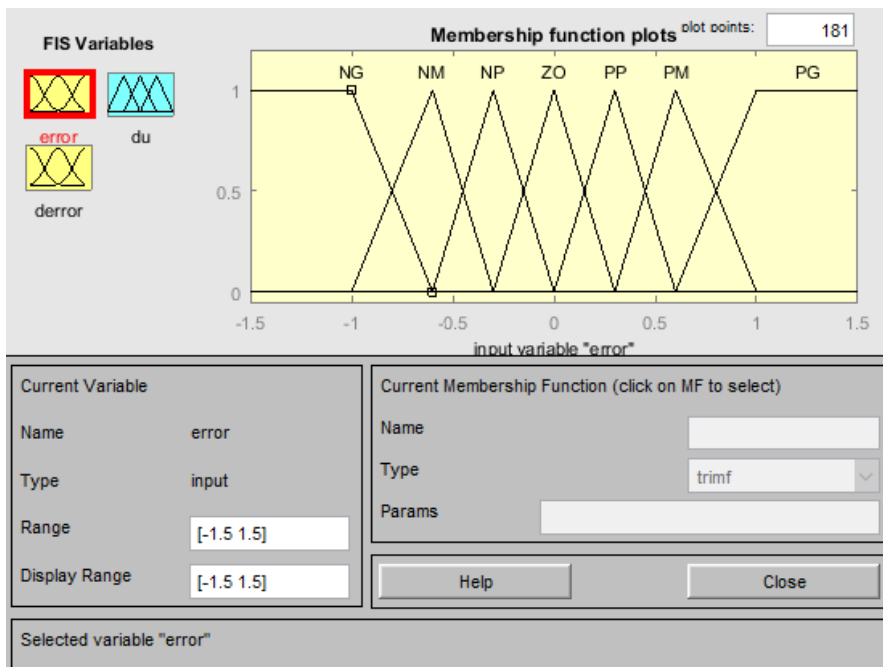 FIS Variables
Membership function plots
plot points:
181
error
du
derror
NG
NM
NP
ZO
PP
PM
PG
1
0.5
0
-1.5
-1
-0.5
0
0.5
1
1.5
input variable "error"
Current Variable
Name
error
Type
input
Range
[-1.5 1.5]
Display Range
[-1.5 1.5]
Current Membership Function (click on MF to select)
Name
Type
trimf
Params
Help
Close
Selected variable "error"